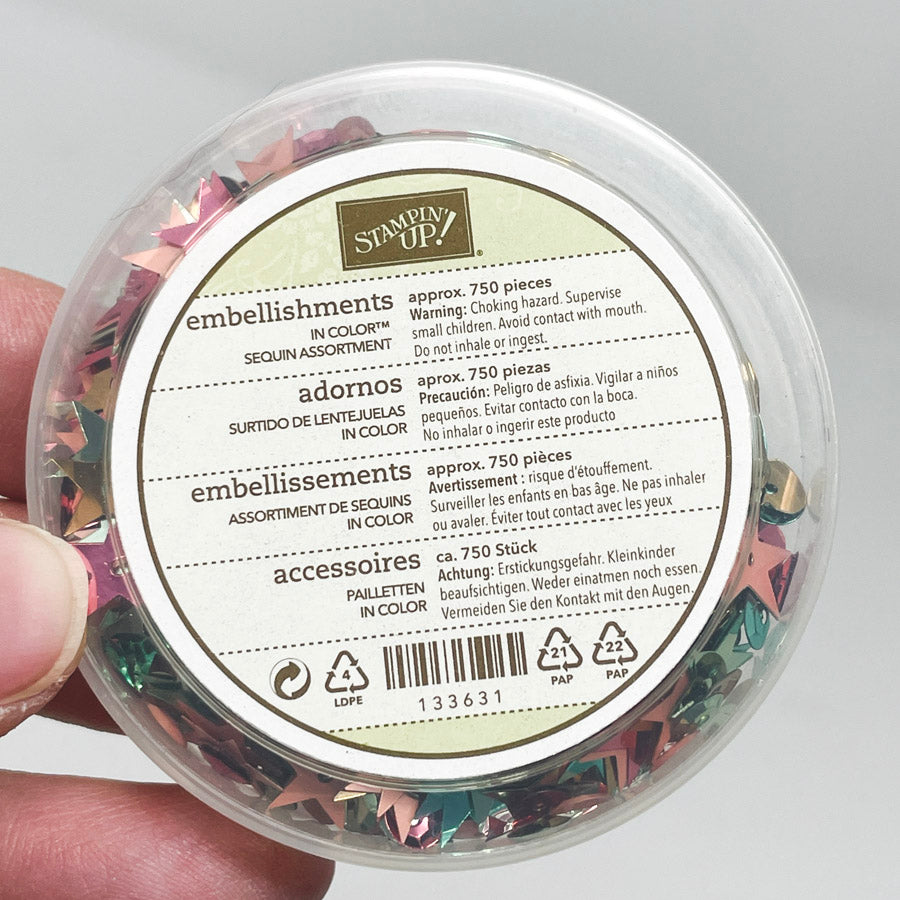 STAMPIN' UP!
embellishments
IN COLOR™
SEQUIN ASSORTMENT
approx. 750 pieces
Warning: Choking hazard. Supervise
small children. Avoid contact with mouth.
Do not inhale or ingest.
adornos
SURTIDO DE LENTEJUELAS
IN COLOR
aprox. 750 piezas
Precaución: Peligro de asfixia. Vigilar a niños
pequeños. Evitar contacto con la boca.
No inhalar o ingerir este producto
embellissements
ASSORTIMENT DE SEQUINS
IN COLOR
approx. 750 pièces
Avertissement : risque d'étouffement.
Surveiller les enfants en bas âge. Ne pas inhaler
ou avaler. Éviter tout contact avec les yeux
accessoires
PAILLETTEN
IN COLOR
ca. 750 Stück
Achtung: Erstickungsgefahr. Kleinkinder
beaufsichtigen. Weder einatmen noch essen.
Vermeiden Sie den Kontakt mit den Augen.
4
LDPE
133631
21
PAP
22
PAP